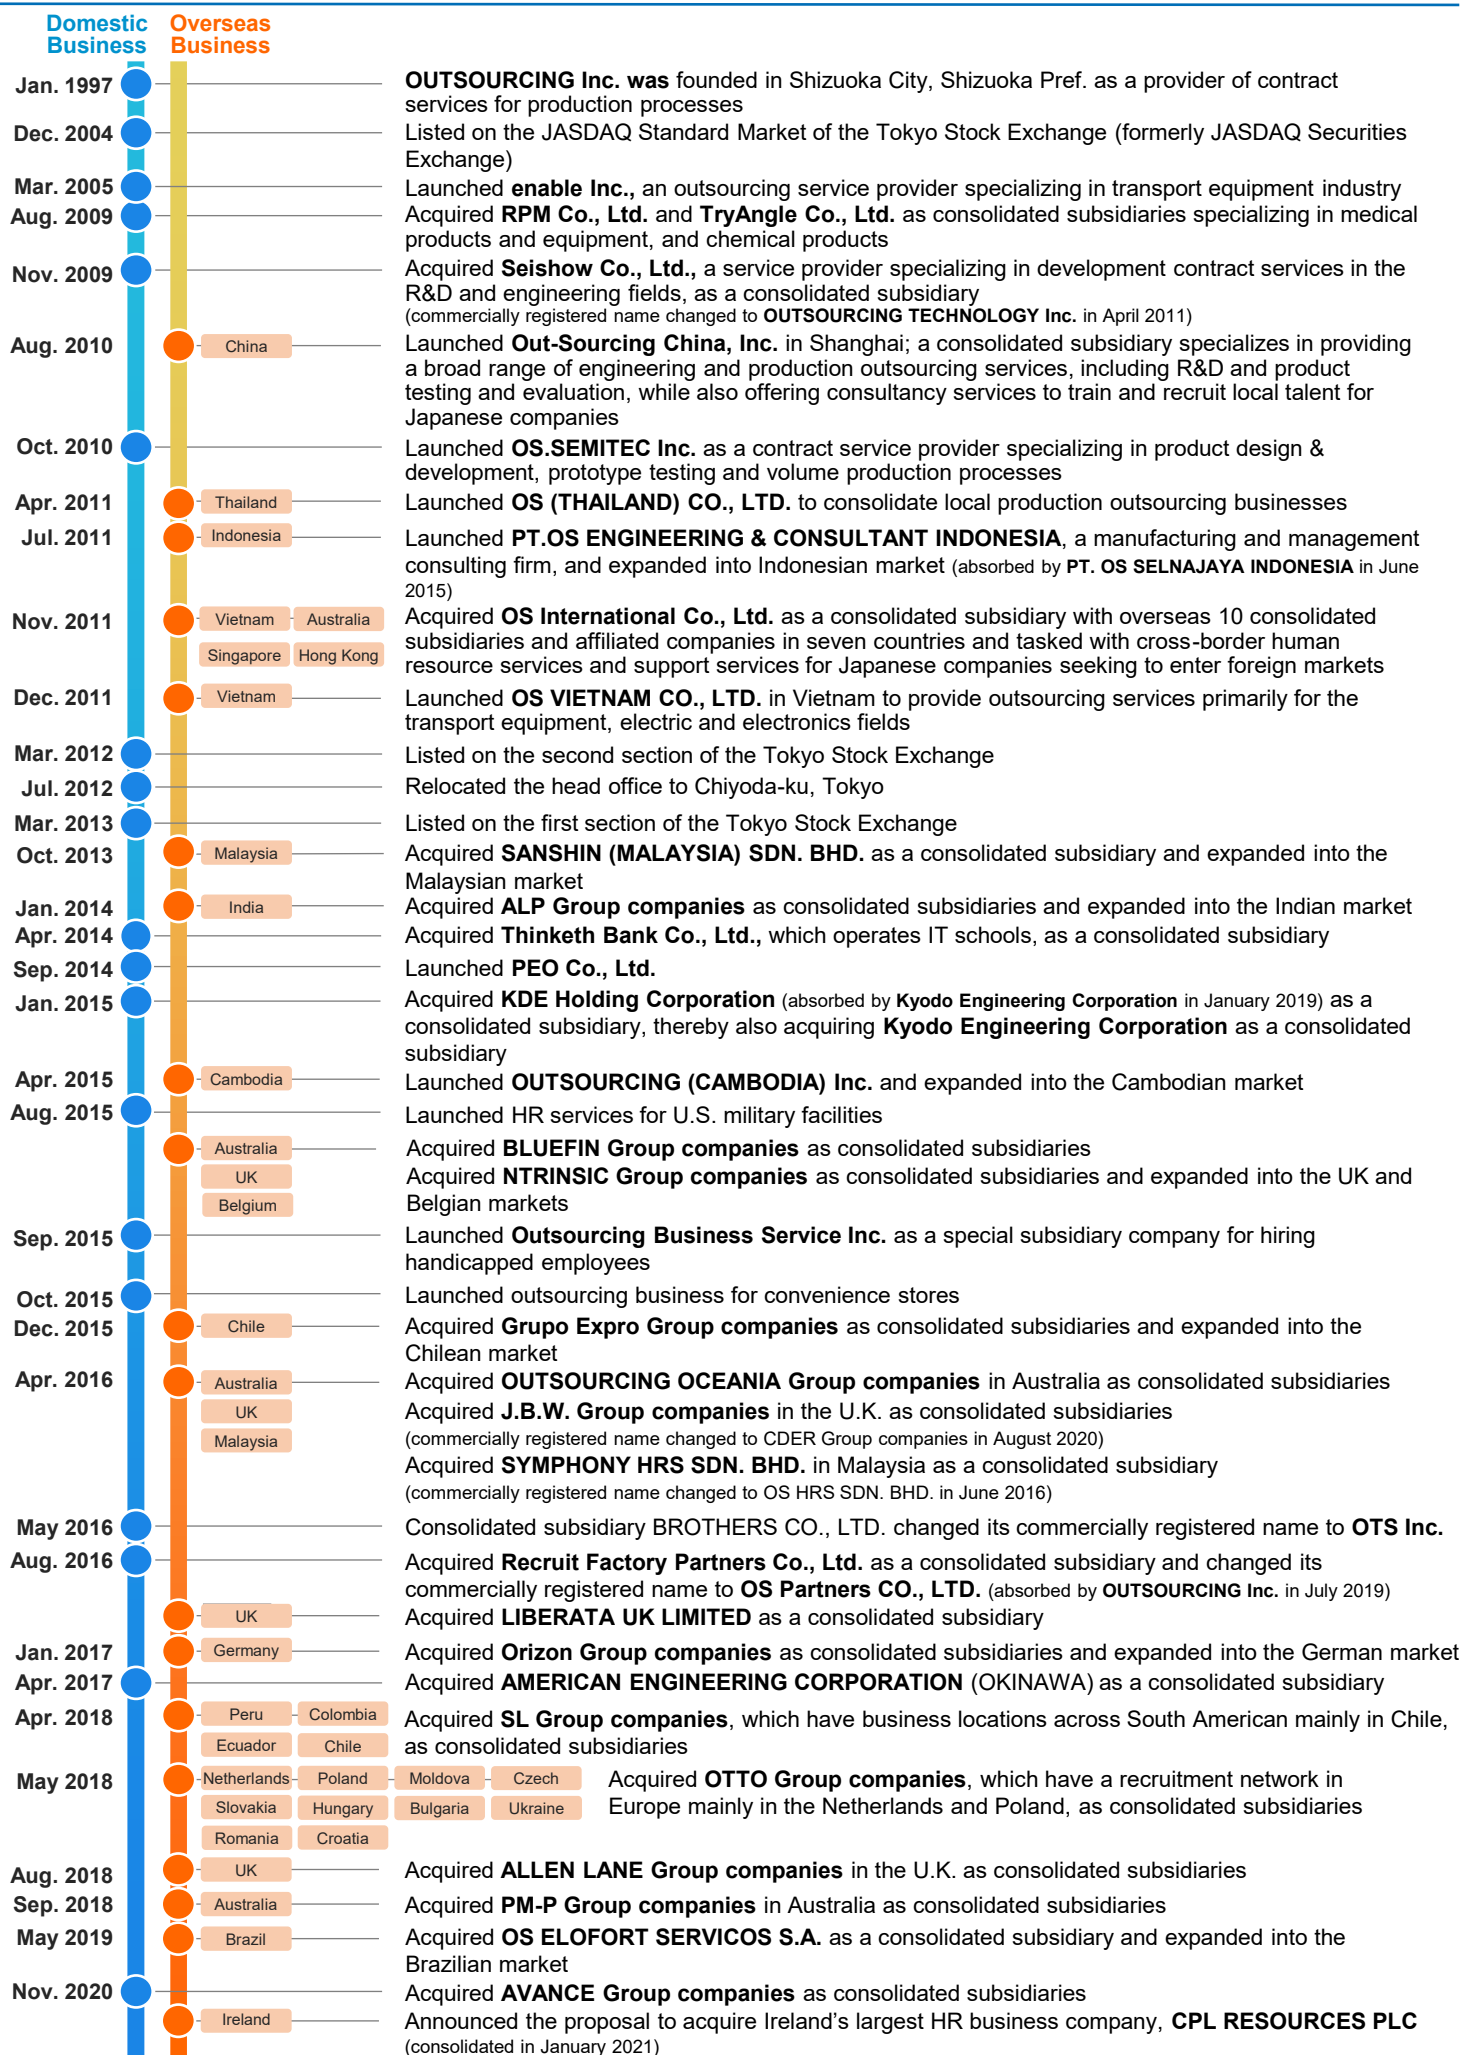 Domestic Business
Overseas Business
Jan. 1997
OUTSOURCING Inc. was founded in Shizuoka City, Shizuoka Pref. as a provider of contract
services for production processes
Dec. 2004
Listed on the JASDAQ Standard Market of the Tokyo Stock Exchange (formerly JASDAQ Securities
Exchange)
Mar. 2005
Launched enable Inc., an outsourcing service provider specializing in transport equipment industry
Aug. 2009
Acquired RPM Co., Ltd. and TryAngle Co., Ltd. as consolidated subsidiaries specializing in medical
products and equipment, and chemical products
Nov. 2009
Acquired Seishow Co., Ltd., a service provider specializing in development contract services in the
R&D and engineering fields, as a consolidated subsidiary
(commercially registered name changed to OUTSOURCING TECHNOLOGY Inc. in April 2011)
Aug. 2010
China
Launched Out-Sourcing China, Inc. in Shanghai; a consolidated subsidiary specializes in providing
a broad range of engineering and production outsourcing services, including R&D and product
testing and evaluation, while also offering consultancy services to train and recruit local talent for
Japanese companies
Oct. 2010
Launched OS.SEMITEC Inc. as a contract service provider specializing in product design &
development, prototype testing and volume production processes
Apr. 2011
Thailand
Launched OS (THAILAND) CO., LTD. to consolidate local production outsourcing businesses
Jul. 2011
Indonesia
Launched PT.OS ENGINEERING & CONSULTANT INDONESIA, a manufacturing and management
consulting firm, and expanded into Indonesian market (absorbed by PT. OS SELNAJAYA INDONESIA in June
2015)
Nov. 2011
Vietnam Australia
Singapore Hong Kong
Acquired OS International Co., Ltd. as a consolidated subsidiary with overseas 10 consolidated
subsidiaries and affiliated companies in seven countries and tasked with cross-border human
resource services and support services for Japanese companies seeking to enter foreign markets
Dec. 2011
Vietnam
Launched OS VIETNAM CO., LTD. in Vietnam to provide outsourcing services primarily for the
transport equipment, electric and electronics fields
Mar. 2012
Listed on the second section of the Tokyo Stock Exchange
Jul. 2012
Relocated the head office to Chiyoda-ku, Tokyo
Mar. 2013
Listed on the first section of the Tokyo Stock Exchange
Oct. 2013
Malaysia
Acquired SANSHIN (MALAYSIA) SDN. BHD. as a consolidated subsidiary and expanded into the
Malaysian market
Jan. 2014
India
Acquired ALP Group companies as consolidated subsidiaries and expanded into the Indian market
Apr. 2014
Acquired Thinketh Bank Co., Ltd., which operates IT schools, as a consolidated subsidiary
Sep. 2014
Launched PEO Co., Ltd.
Jan. 2015
Acquired KDE Holding Corporation (absorbed by Kyodo Engineering Corporation in January 2019) as a
consolidated subsidiary, thereby also acquiring Kyodo Engineering Corporation as a consolidated
subsidiary
Apr. 2015
Cambodia
Launched OUTSOURCING (CAMBODIA) Inc. and expanded into the Cambodian market
Aug. 2015
Launched HR services for U.S. military facilities
Australia
Acquired BLUEFIN Group companies as consolidated subsidiaries
UK
Belgium
Acquired NTRINSIC Group companies as consolidated subsidiaries and expanded into the UK and
Belgian markets
Sep. 2015
Launched Outsourcing Business Service Inc. as a special subsidiary company for hiring
handicapped employees
Oct. 2015
Launched outsourcing business for convenience stores
Dec. 2015
Chile
Acquired Grupo Expro Group companies as consolidated subsidiaries and expanded into the
Chilean market
Apr. 2016
Australia
UK
Malaysia
Acquired OUTSOURCING OCEANIA Group companies in Australia as consolidated subsidiaries
Acquired J.B.W. Group companies in the U.K. as consolidated subsidiaries
(commercially registered name changed to CDER Group companies in August 2020)
Acquired SYMPHONY HRS SDN. BHD. in Malaysia as a consolidated subsidiary
(commercially registered name changed to OS HRS SDN. BHD. in June 2016)
May 2016
Consolidated subsidiary BROTHERS CO., LTD. changed its commercially registered name to OTS Inc.
Aug. 2016
Acquired Recruit Factory Partners Co., Ltd. as a consolidated subsidiary and changed its
commercially registered name to OS Partners CO., LTD. (absorbed by OUTSOURCING Inc. in July 2019)
UK
Acquired LIBERATA UK LIMITED as a consolidated subsidiary
Jan. 2017
Germany
Acquired Orizon Group companies as consolidated subsidiaries and expanded into the German market
Apr. 2017
Acquired AMERICAN ENGINEERING CORPORATION (OKINAWA) as a consolidated subsidiary
Apr. 2018
Peru Colombia
Ecuador Chile
Acquired SL Group companies, which have business locations across South American mainly in Chile,
as consolidated subsidiaries
May 2018
Netherlands Poland Moldova Czech
Slovakia Hungary Bulgaria Ukraine
Romania Croatia
Acquired OTTO Group companies, which have a recruitment network in
Europe mainly in the Netherlands and Poland, as consolidated subsidiaries
Aug. 2018
UK
Acquired ALLEN LANE Group companies in the U.K. as consolidated subsidiaries
Sep. 2018
Australia
Acquired PM-P Group companies in Australia as consolidated subsidiaries
May 2019
Brazil
Acquired OS ELOFORT SERVICOS S.A. as a consolidated subsidiary and expanded into the
Brazilian market
Nov. 2020
Acquired AVANCE Group companies as consolidated subsidiaries
Ireland
Announced the proposal to acquire Ireland's largest HR business company, CPL RESOURCES PLC
(consolidated in January 2021)